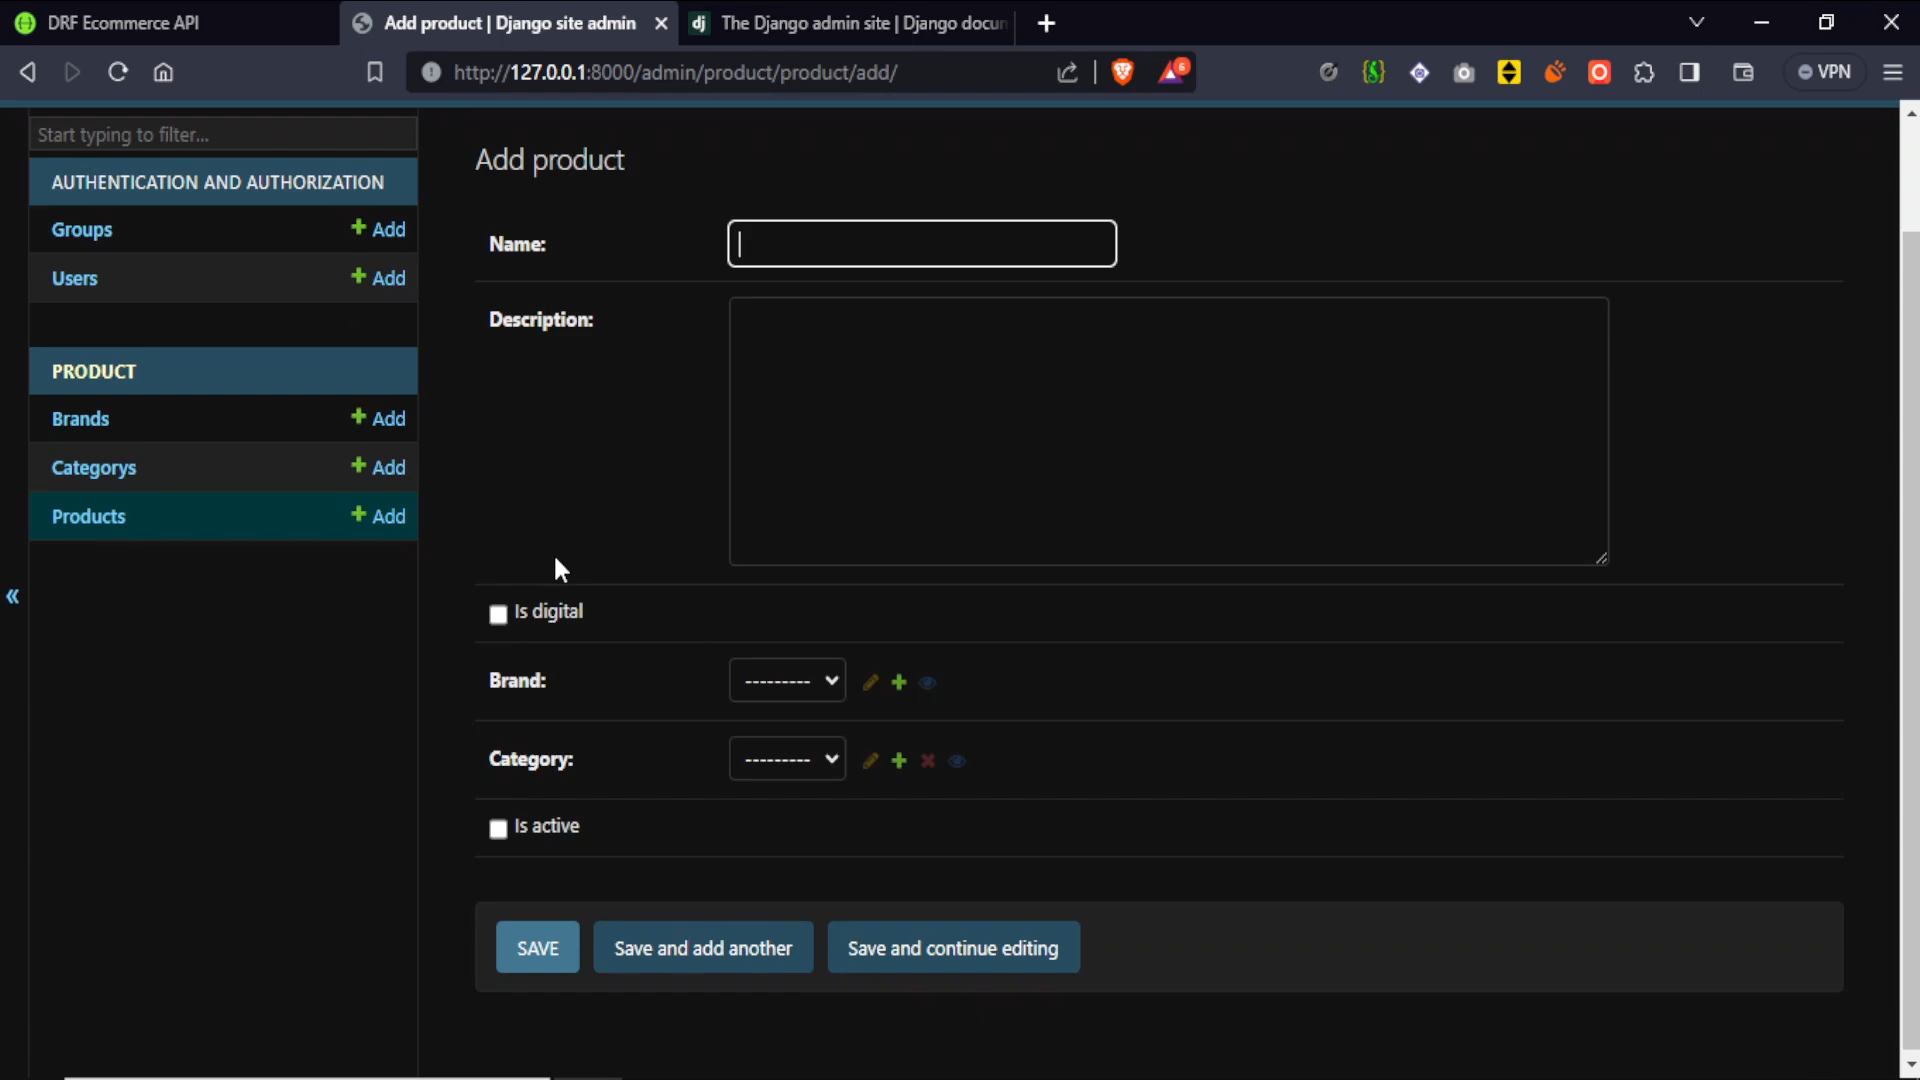 DRF Ecommerce API
Add product | Django site admin
The Django admin site | Django docun
http://127.0.0.1:8000/admin/product/product/add/
6
VPN
Start typing to filter...
AUTHENTICATION AND AUTHORIZATION
Groups
Add
Users
Add
PRODUCT
Brands
Add
Categorys
Add
Products
Add
Add product
Name:
Description:
Is digital
Brand:
---------
Category:
---------
Is active
SAVE
Save and add another
Save and continue editing